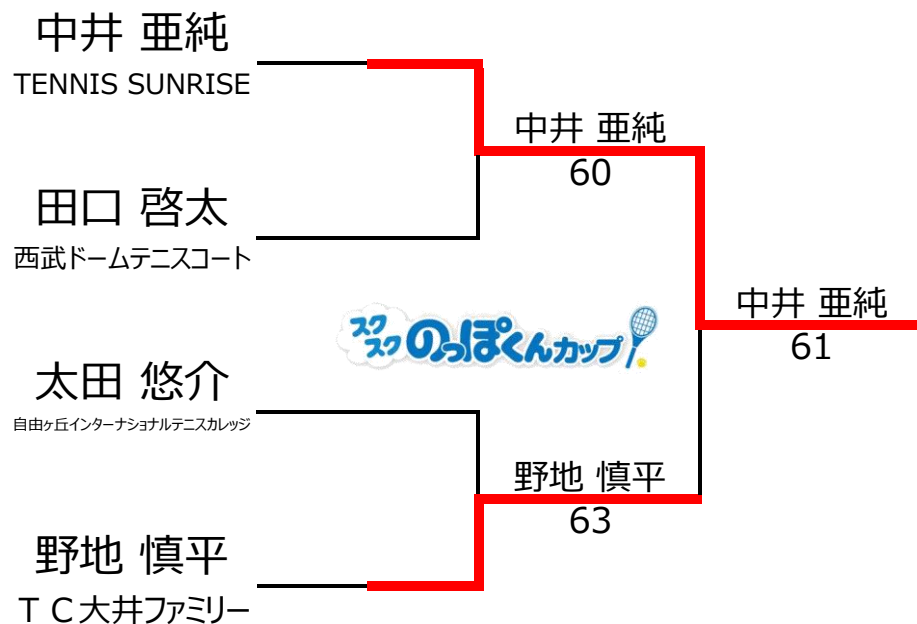 中井 亜純
TENNIS SUNRISE
中井 亜純
60
田口 啓太
西武ドームテニスコート
中井 亜純
61
スクスク のっぽくんカップ
太田 悠介
自由ヶ丘インターナショナルテニスカレッジ
野地 慎平
63
野地 慎平
ＴＣ大井ファミリー